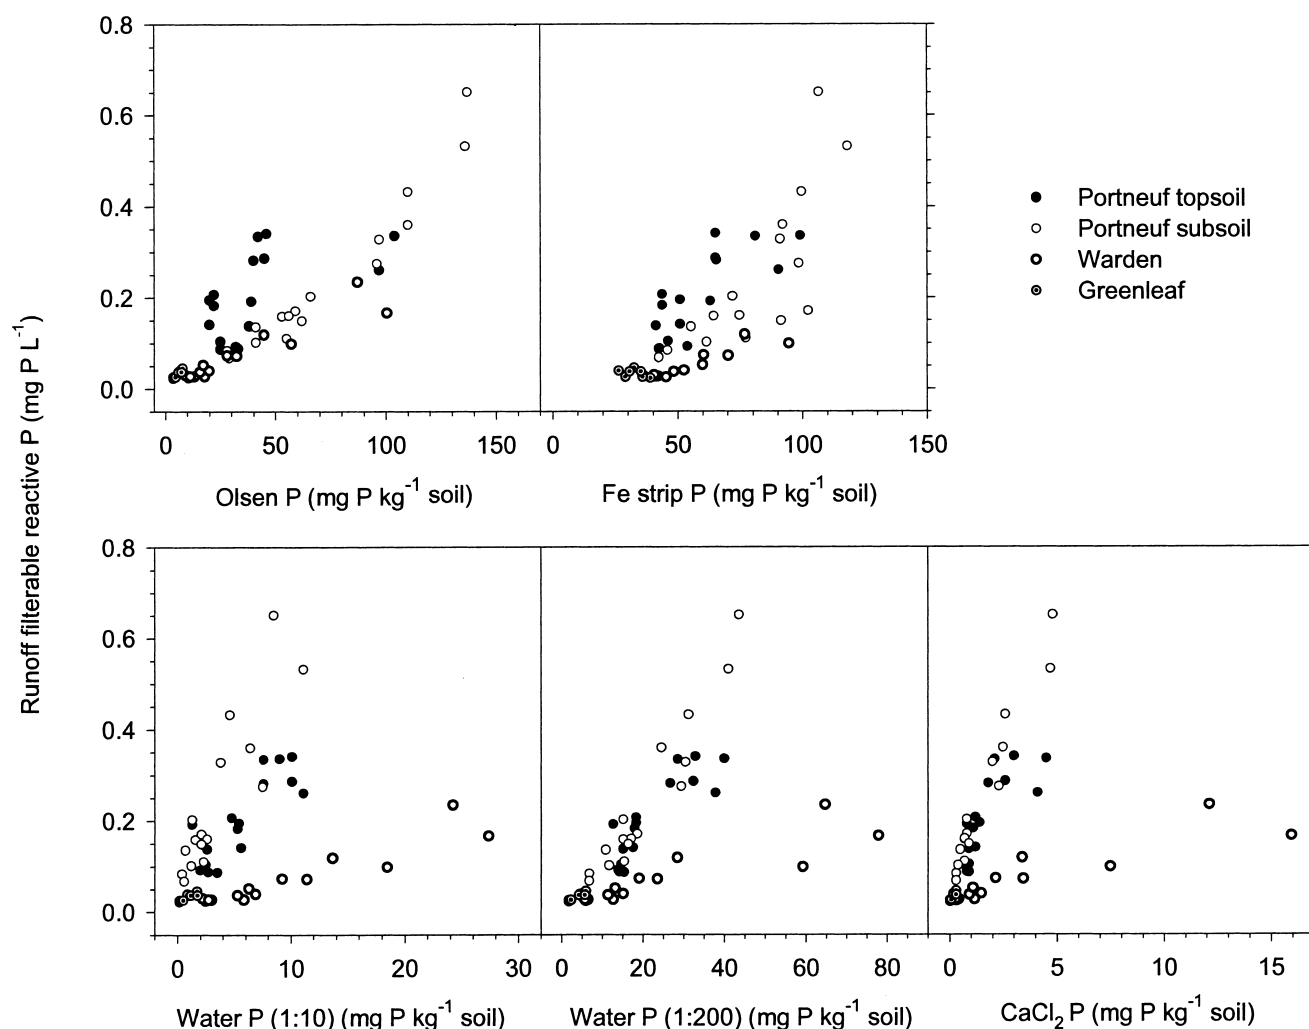 Runoff filterable reactive P (mg P L⁻¹)
0.8
0.6
0.4
0.2
0.0
0 50 100 150
0 50 100 150
Olsen P (mg P kg⁻¹ soil)
Fe strip P (mg P kg⁻¹ soil)
Portneuf topsoil
Portneuf subsoil
Warden
Greenleaf
0.8
0.6
0.4
0.2
0.0
0 10 20 30
0 20 40 60 80
0 5 10 15
Water P (1:10) (mg P kg⁻¹ soil)
Water P (1:200) (mg P kg⁻¹ soil)
CaCl₂ P (mg P kg⁻¹ soil)